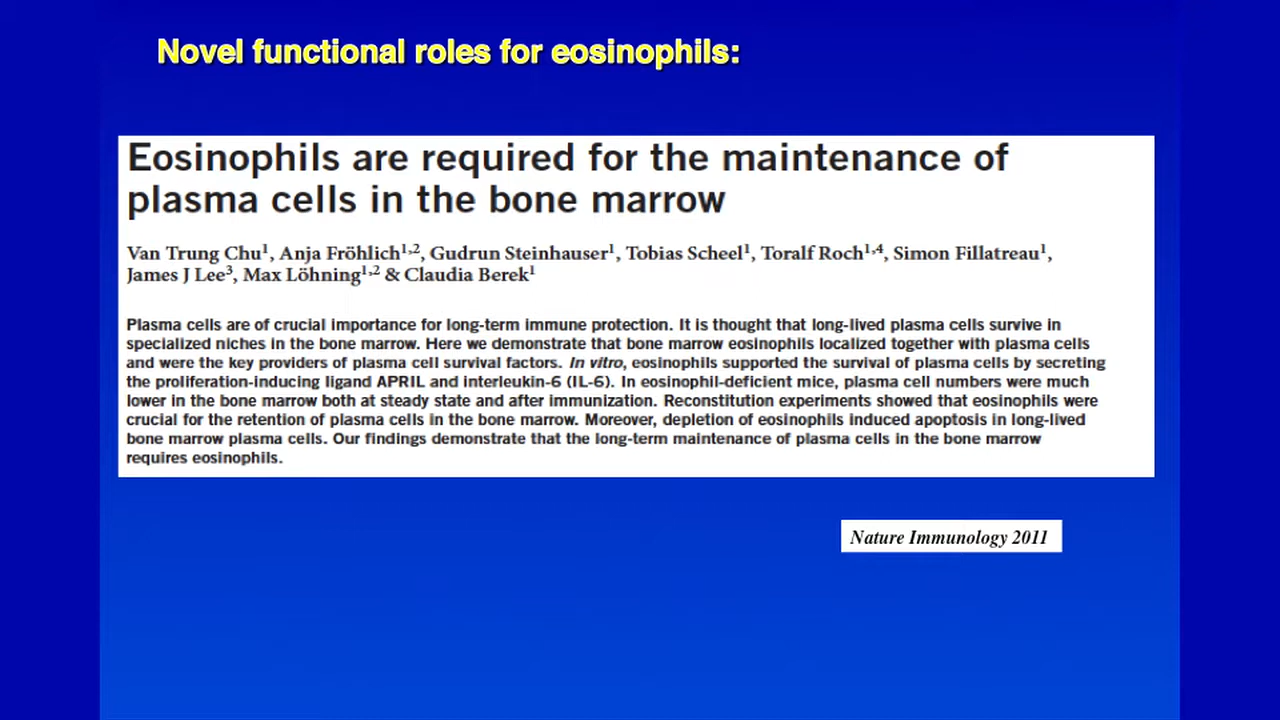 Novel functional roles for eosinophils:
Eosinophils are required for the maintenance of
plasma cells in the bone marrow
Van Trung Chu¹, Anja Fröhlich¹,², Gudrun Steinhauser¹, Tobias Scheel¹, Toralf Roch¹,⁴, Simon Fillatreau¹,
James J Lee³, Max Löhning¹,² & Claudia Berek¹
Plasma cells are of crucial importance for long-term immune protection. It is thought that long-lived plasma cells survive in
specialized niches in the bone marrow. Here we demonstrate that bone marrow eosinophils localized together with plasma cells
and were the key providers of plasma cell survival factors. In vitro, eosinophils supported the survival of plasma cells by secreting
the proliferation-inducing ligand APRIL and interleukin-6 (IL-6). In eosinophil-deficient mice, plasma cell numbers were much
lower in the bone marrow both at steady state and after immunization. Reconstitution experiments showed that eosinophils were
crucial for the retention of plasma cells in the bone marrow. Moreover, depletion of eosinophils induced apoptosis in long-lived
bone marrow plasma cells. Our findings demonstrate that the long-term maintenance of plasma cells in the bone marrow
requires eosinophils.
Nature Immunology 2011